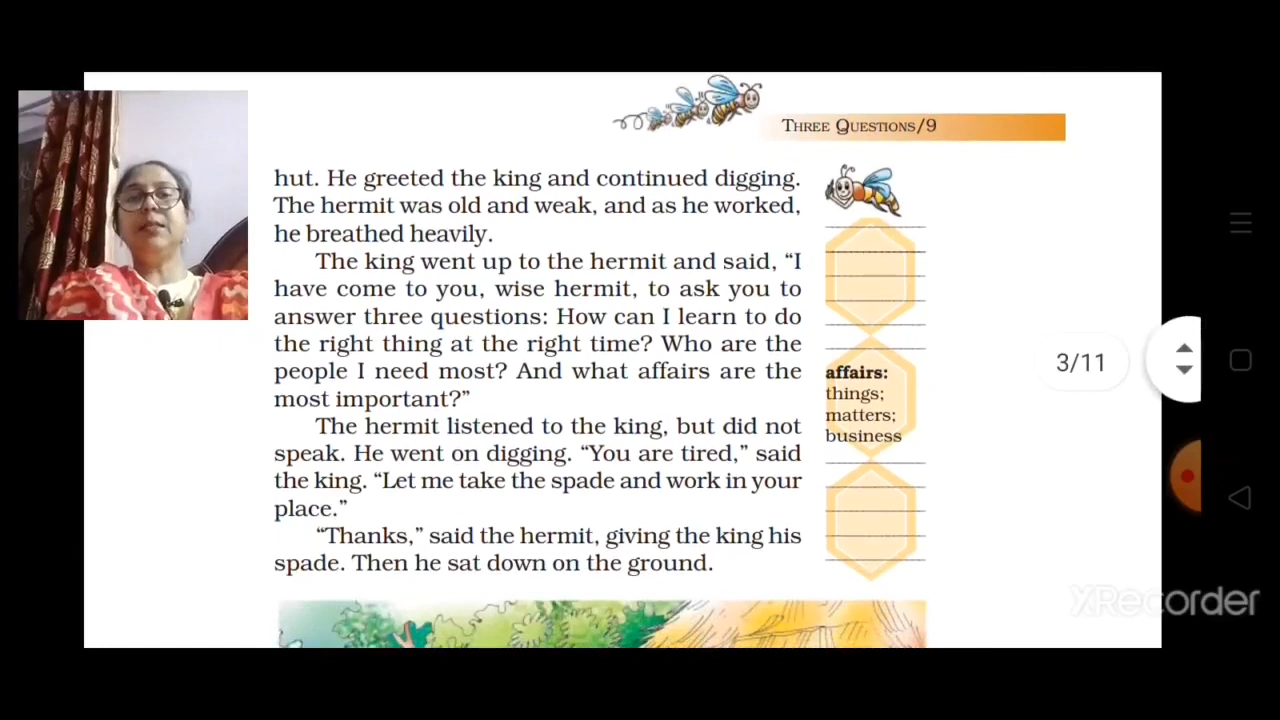 THREE QUESTIONS/9
hut. He greeted the king and continued digging.
The hermit was old and weak, and as he worked,
he breathed heavily.
The king went up to the hermit and said, “I
have come to you, wise hermit, to ask you to
answer three questions: How can I learn to do
the right thing at the right time? Who are the
people I need most? And what affairs are the
most important?”
The hermit listened to the king, but did not
speak. He went on digging. “You are tired,” said
the king. “Let me take the spade and work in your
place.”
“Thanks,” said the hermit, giving the king his
spade. Then he sat down on the ground.
affairs:
things;
matters;
business
3/11
XRecorder